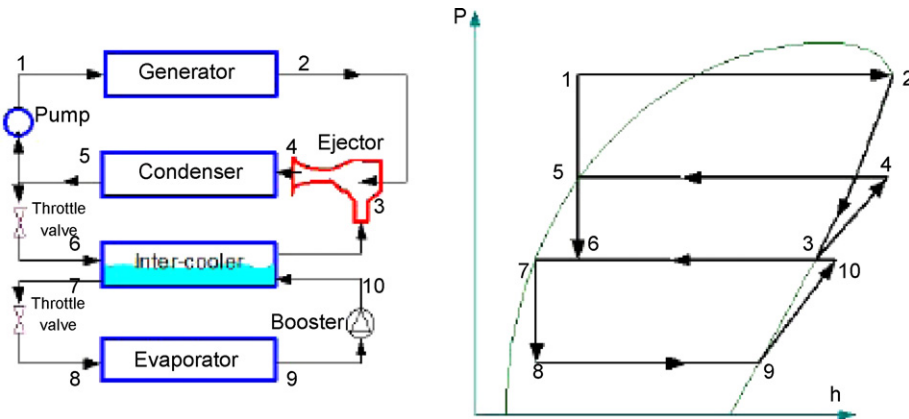 1
Generator
2
Pump
Ejector
5
Condenser
4
3
Throttle
valve
6
Inter-cooler
7
10
Throttle
valve
Booster
8
Evaporator
9
P
1
2
5
4
3
6
7
10
8
9
h